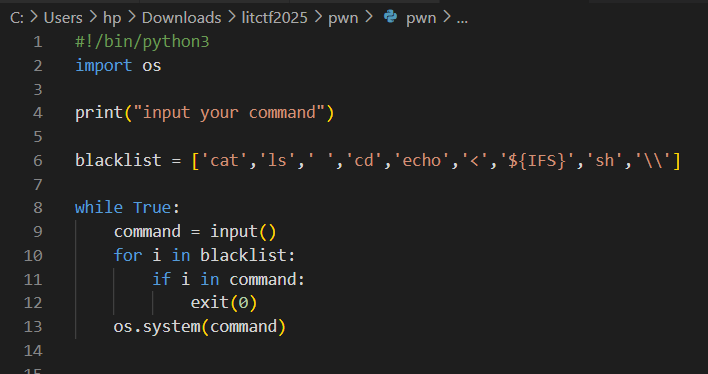 C: > Users > hp > Downloads > litctf2025 > pwn > pwn > ...
1 #!/bin/python3
2 import os
3
4 print("input your command")
5
6 blacklist = ['cat','ls',' ','cd','echo','<','${IFS}','sh','\\']
7
8 while True:
9     command = input()
10     for i in blacklist:
11         if i in command:
12             exit(0)
13     os.system(command)
14
15